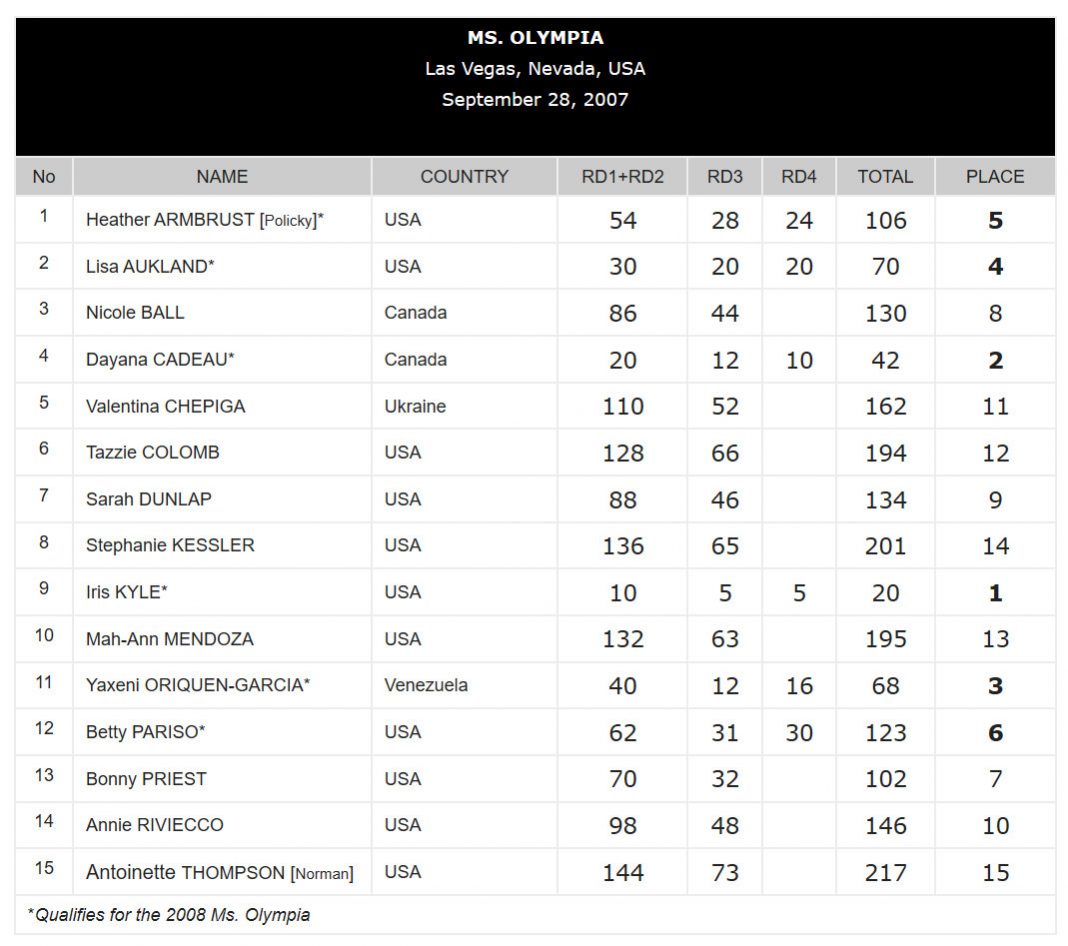 MS. OLYMPIA
Las Vegas, Nevada, USA
September 28, 2007
No NAME COUNTRY RD1+RD2 RD3 RD4 TOTAL PLACE
1 Heather ARMBRUST [Policky]* USA 54 28 24 106 5
2 Lisa AUKLAND* USA 30 20 20 70 4
3 Nicole BALL Canada 86 44 130 8
4 Dayana CADEAU* Canada 20 12 10 42 2
5 Valentina CHEPIGA Ukraine 110 52 162 11
6 Tazzie COLOMB USA 128 66 194 12
7 Sarah DUNLAP USA 88 46 134 9
8 Stephanie KESSLER USA 136 65 201 14
9 Iris KYLE* USA 10 5 5 20 1
10 Mah-Ann MENDOZA USA 132 63 195 13
11 Yaxeni ORIQUEN-GARCIA* Venezuela 40 12 16 68 3
12 Betty PARISO* USA 62 31 30 123 6
13 Bonny PRIEST USA 70 32 102 7
14 Annie RIVIECCO USA 98 48 146 10
15 Antoinette THOMPSON [Norman] USA 144 73 217 15
*Qualifies for the 2008 Ms. Olympia